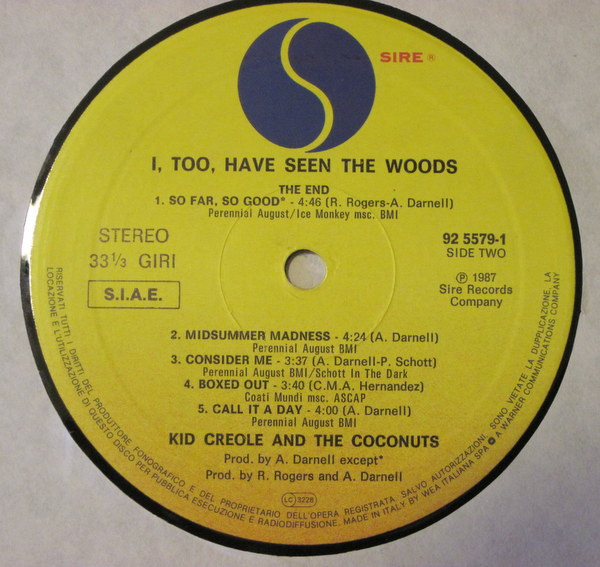 SIRE ®
I, TOO, HAVE SEEN THE WOODS
THE END
1. SO FAR, SO GOOD* - 4:46 (R. Rogers-A. Darnell)
Perennial August/Ice Monkey msc. BMI
STEREO
33 1/3 GIRI
S.I.A.E.
92 5579-1
SIDE TWO
℗ 1987
Sire Records
Company
2. MIDSUMMER MADNESS - 4:24 (A. Darnell)
Perennial August BMI
3. CONSIDER ME - 3:37 (A. Darnell-P. Schott)
Perennial August BMI/Schott In The Dark
4. BOXED OUT - 3:40 (C.M.A. Hernandez)
Coati Mundi msc. ASCAP
5. CALL IT A DAY - 4:00 (A. Darnell)
Perennial August BMI
KID CREOLE AND THE COCONUTS
Prod. by A. Darnell except*
Prod. by R. Rogers and A. Darnell
LC 3228
RISERVATI TUTTI I DIRITTI DEL PRODUTTORE FONOGRAFICO E DEL PROPRIETARIO DELL'OPERA REGISTRATA. SALVO AUTORIZZAZIONE, SONO VIETATE LA DUPLICAZIONE, LA
LOCAZIONE E L'UTILIZZAZIONE DI QUESTO DISCO PER PUBBLICA ESECUZIONE E RADIODIFFUSIONE. MADE IN ITALY BY WEA ITALIANA SPA A WARNER COMMUNICATIONS COMPANY